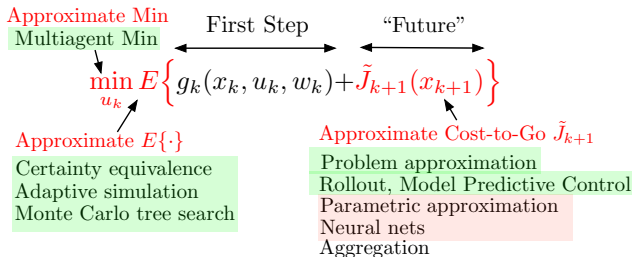 Approximate Min First Step “Future”
Multiagent Min
min_{u_k} E{g_k(x_k, u_k, w_k)+J̃_{k+1}(x_{k+1})}
Approximate E{·}
Certainty equivalence
Adaptive simulation
Monte Carlo tree search
Approximate Cost-to-Go J̃_{k+1}
Problem approximation
Rollout, Model Predictive Control
Parametric approximation
Neural nets
Aggregation